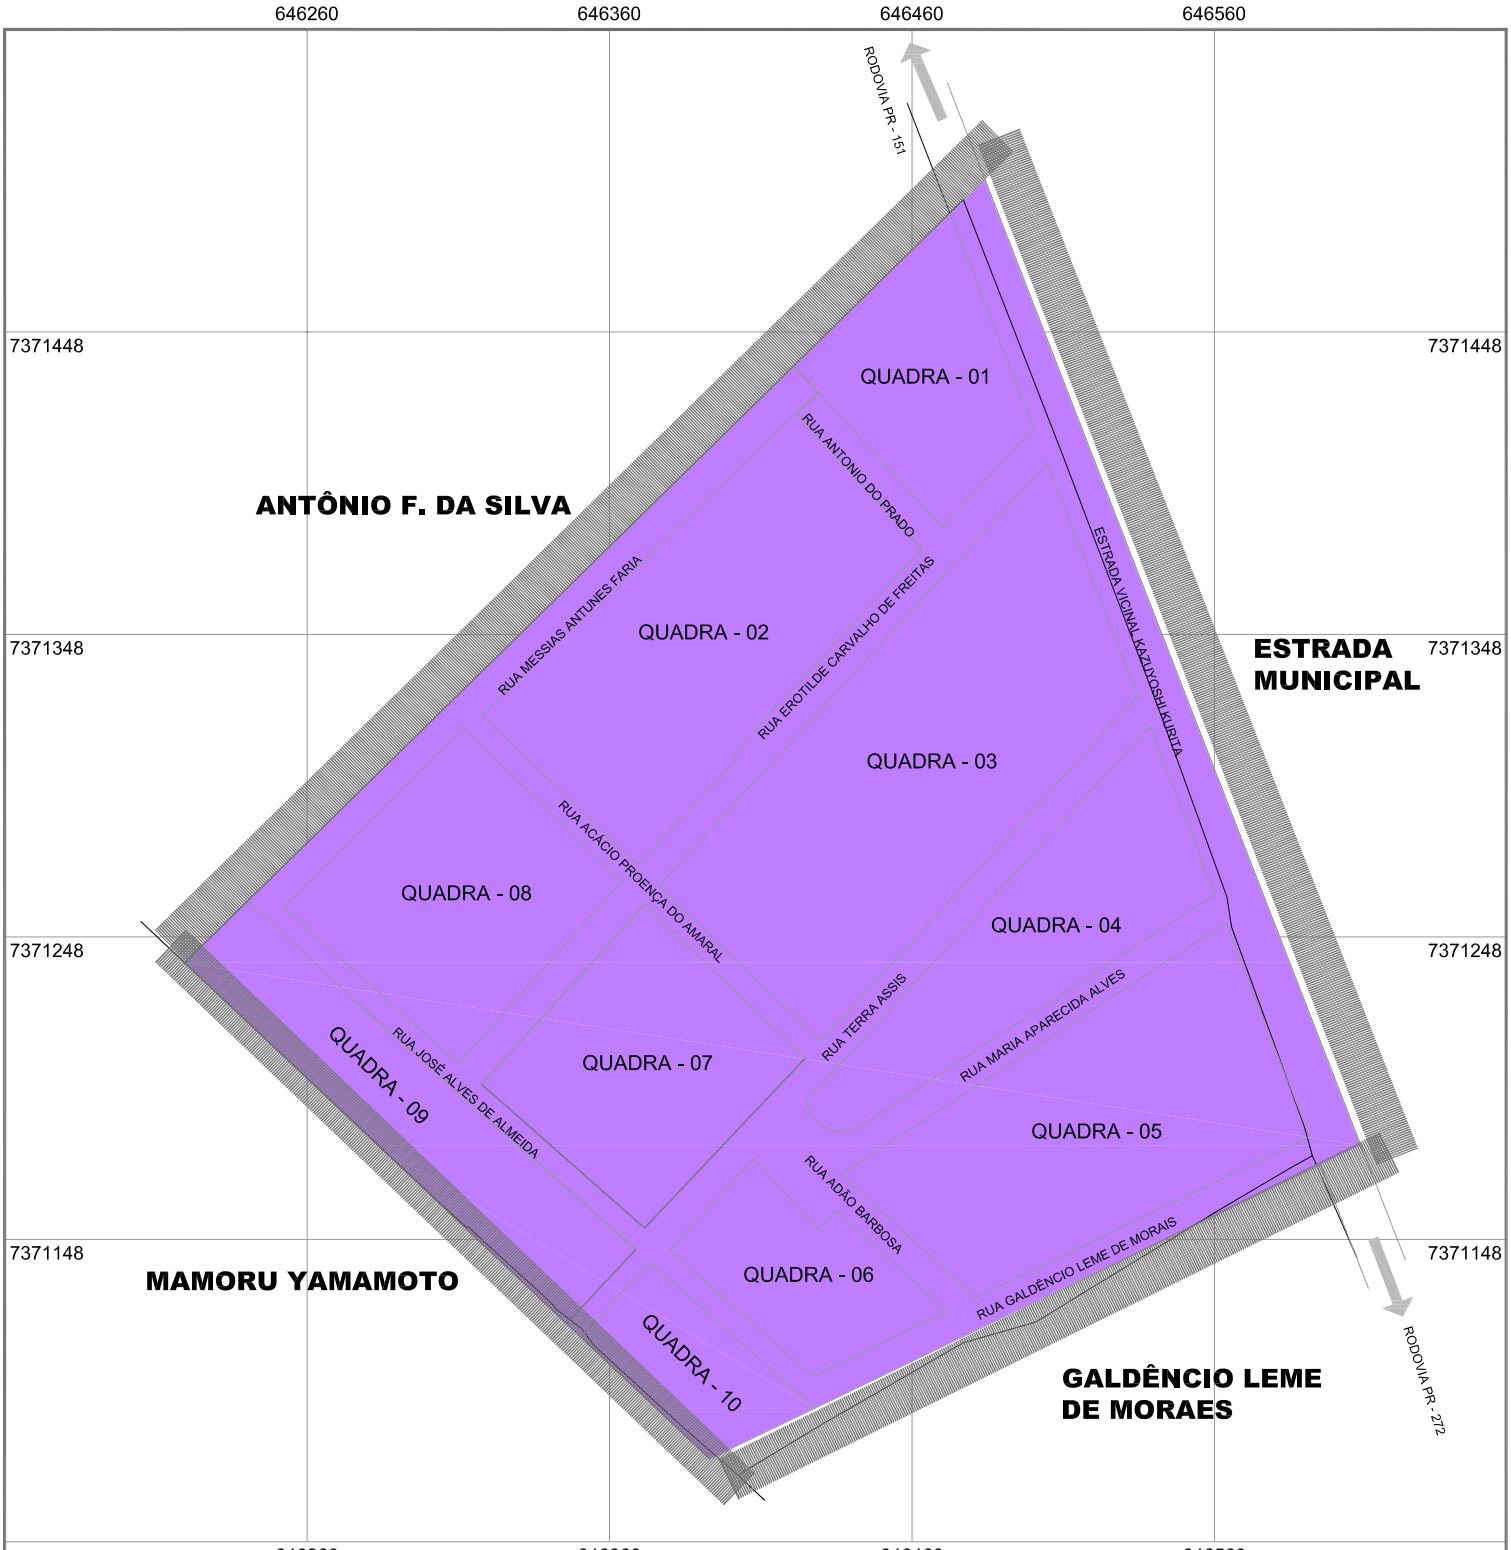 646260 646360 646460 646560
RODOVIA PR - 151
7371448 7371448
QUADRA - 01
RUA ANTONIO DO PRADO
ANTÔNIO F. DA SILVA
RUA MESSIAS ANTUNES FARIA
RUA EROTILDE CARVALHO DE FREITAS
ESTRADA VICINAL KAZUYOSHI KURITA
QUADRA - 02
7371348 7371348
ESTRADA
MUNICIPAL
QUADRA - 03
RUA ACÁCIO PROENÇA DO AMARAL
QUADRA - 08
QUADRA - 04
7371248 7371248
RUA TERRA ASSIS
RUA MARIA APARECIDA ALVES
QUADRA - 09
RUA JOSÉ ALVES DE ALMEIDA
QUADRA - 07
QUADRA - 05
RUA ADÃO BARBOSA
7371148 7371148
RUA GALDÊNCIO LEME DE MORAIS
MAMORU YAMAMOTO
QUADRA - 06
QUADRA - 10
GALDÊNCIO LEME
DE MORAES
RODOVIA PR - 272